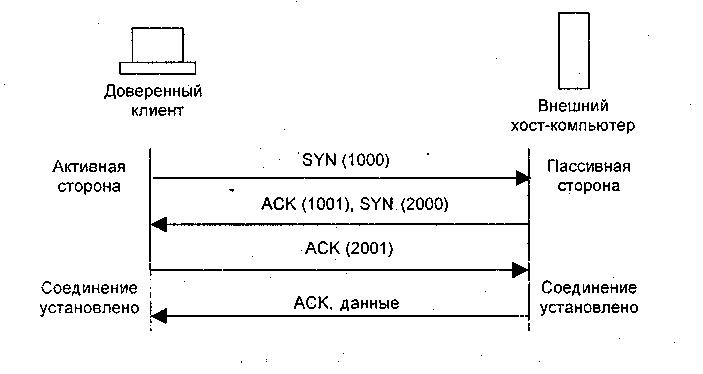 Доверенный
клиент
Внешний
хост-компьютер
Активная
сторона
SYN (1000)
Пассивная
сторона
ACK (1001), SYN (2000)
ACK (2001)
Соединение
установлено
Соединение
установлено
ACK, данные